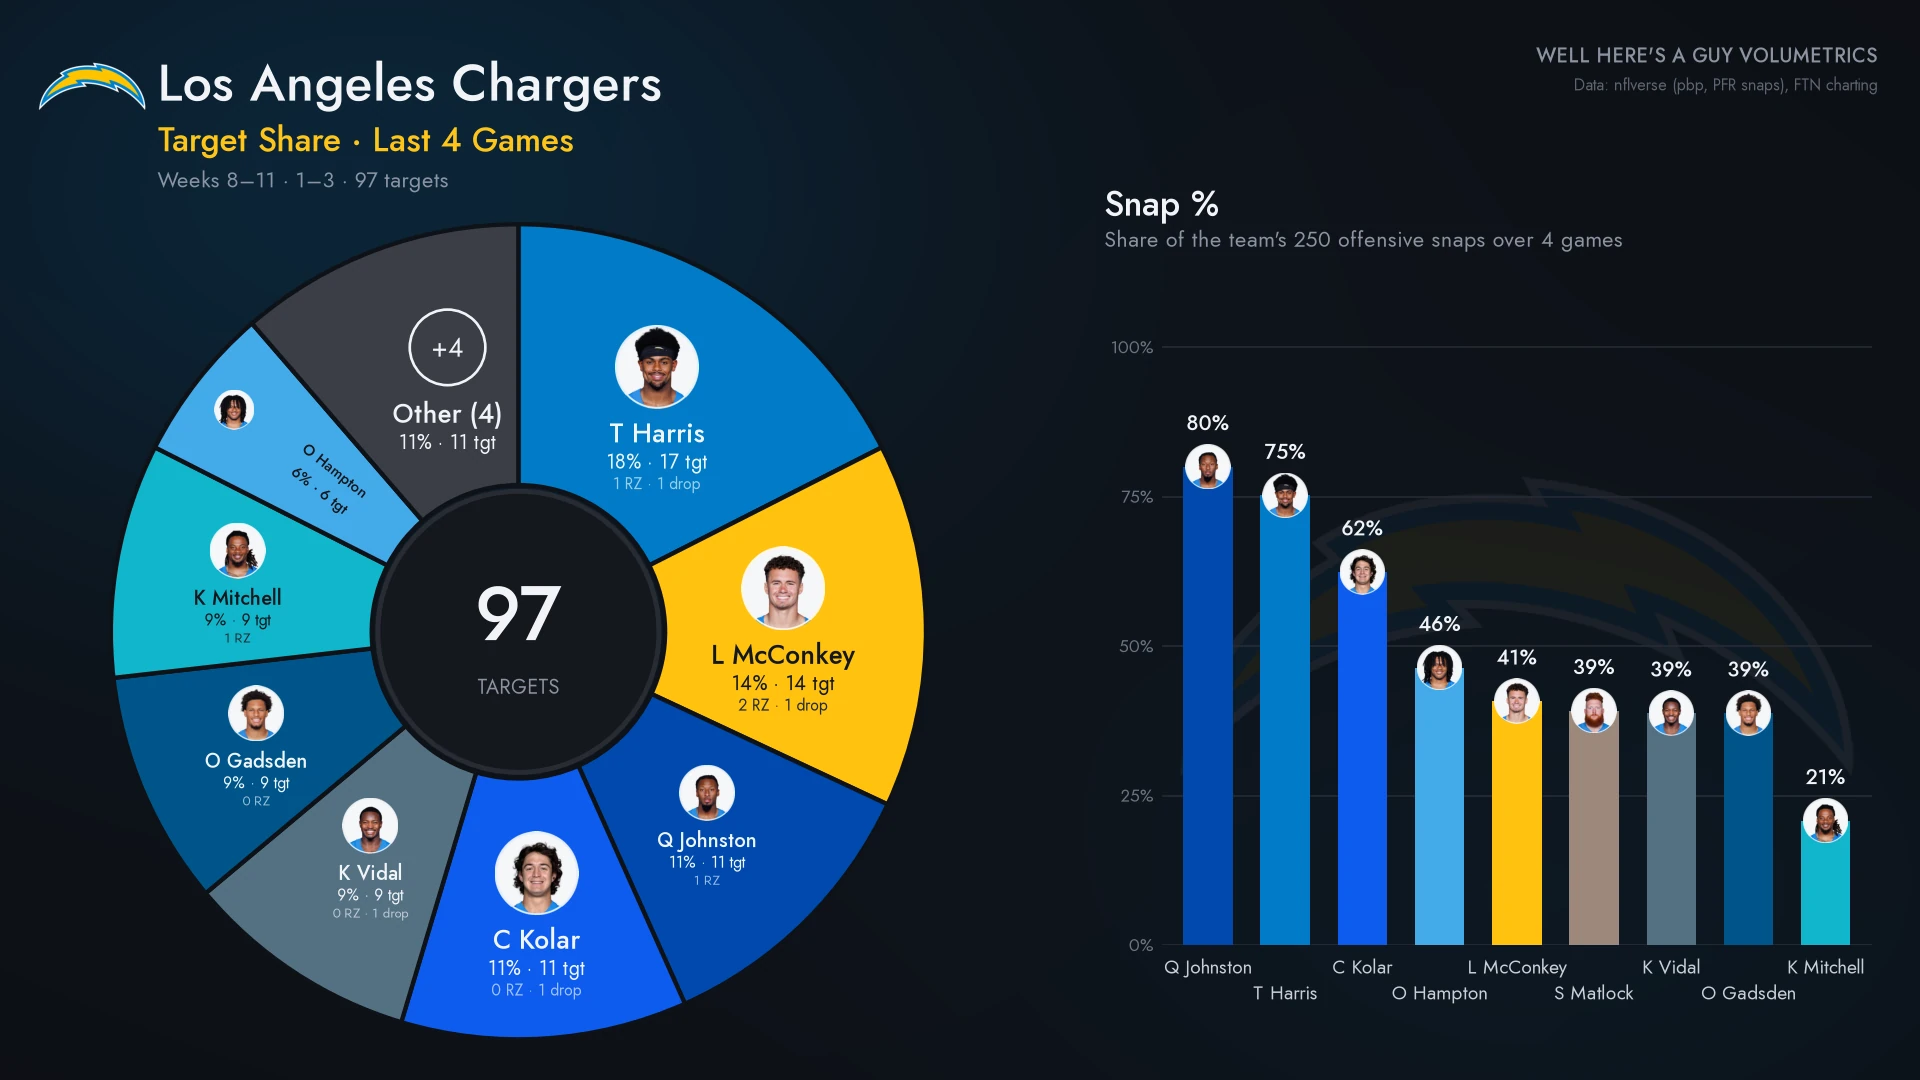 Los Angeles Chargers
Target Share · Last 4 Games
Weeks 8–11 · 1–3 · 97 targets
WELL HERE'S A GUY VOLUMETRICS
Data: nflverse (pbp, PFR snaps), FTN charting
+4
Other (4)
11% · 11 tgt
T Harris
18% · 17 tgt
1 RZ · 1 drop
L McConkey
14% · 14 tgt
2 RZ · 1 drop
Q Johnston
11% · 11 tgt
1 RZ
C Kolar
11% · 11 tgt
0 RZ · 1 drop
K Vidal
9% · 9 tgt
0 RZ · 1 drop
O Gadsden
9% · 9 tgt
0 RZ
K Mitchell
9% · 9 tgt
1 RZ
O Hampton
6% · 6 tgt
97
TARGETS
Snap %
Share of the team's 250 offensive snaps over 4 games
100%
75%
50%
25%
0%
80%
75%
62%
46%
41%
39%
39%
39%
21%
Q Johnston
T Harris
C Kolar
O Hampton
L McConkey
S Matlock
K Vidal
O Gadsden
K Mitchell